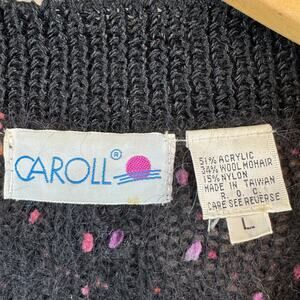 CAROLL®
51% ACRYLIC
34% WOOL MOHAIR
15% NYLON
MADE IN TAIWAN
R. O. C.
CARE SEE REVERSE
L